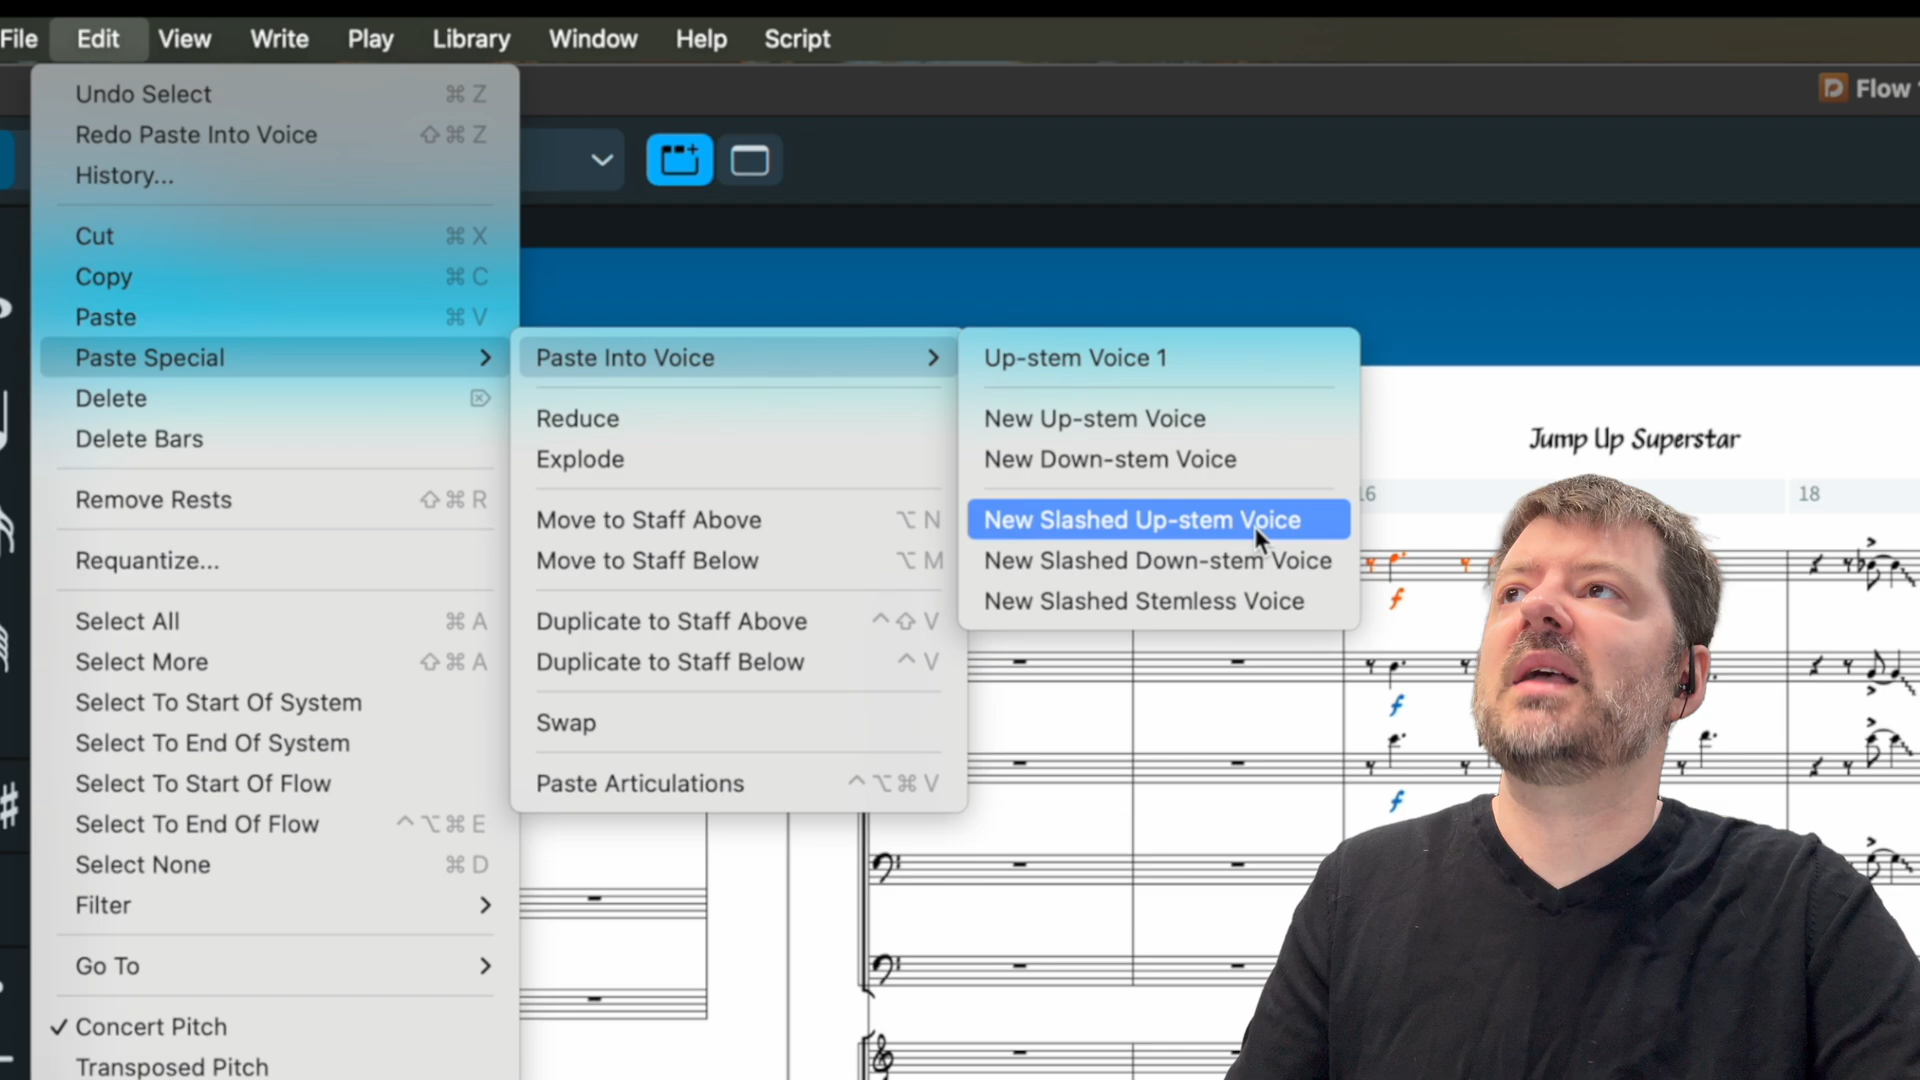 File Edit View Write Play Library Window Help Script
Flow
Undo Select ⌘ Z
Redo Paste Into Voice ⇧ ⌘ Z
History...
Cut ⌘ X
Copy ⌘ C
Paste ⌘ V
Paste Special
Delete
Delete Bars
Remove Rests ⇧ ⌘ R
Requantize...
Select All ⌘ A
Select More ⇧ ⌘ A
Select To Start Of System
Select To End Of System
Select To Start Of Flow
Select To End Of Flow ⌃ ⌥ ⌘ E
Select None ⌘ D
Filter
Go To
✓ Concert Pitch
Transposed Pitch
Paste Into Voice
Reduce
Explode
Move to Staff Above ⌥ N
Move to Staff Below ⌥ M
Duplicate to Staff Above ⌃ ⇧ V
Duplicate to Staff Below ⌃ V
Swap
Paste Articulations ⌃ ⌥ ⌘ V
Up-stem Voice 1
New Up-stem Voice
New Down-stem Voice
New Slashed Up-stem Voice
New Slashed Down-stem Voice
New Slashed Stemless Voice
Jump Up Superstar
16 18
f
f
f